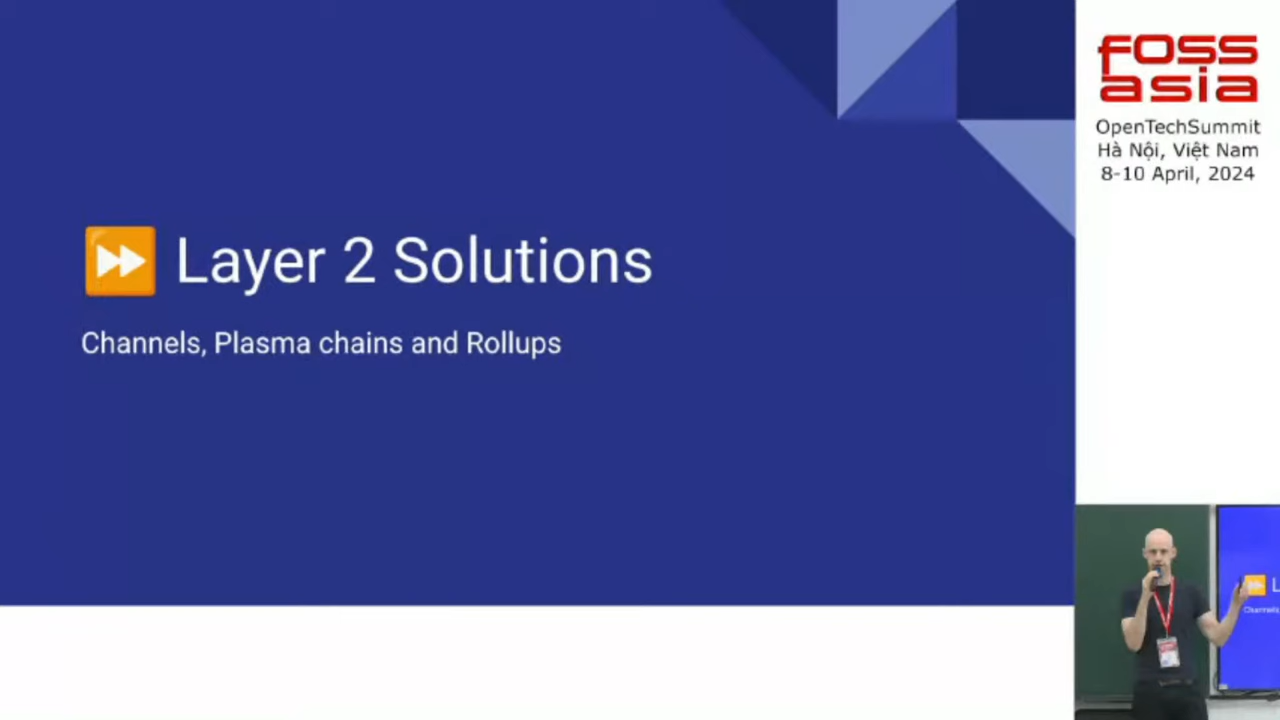 ⏩ Layer 2 Solutions
Channels, Plasma chains and Rollups
FOSS
asia
OpenTechSummit
Hà Nội, Việt Nam
8-10 April, 2024
L
Channels,